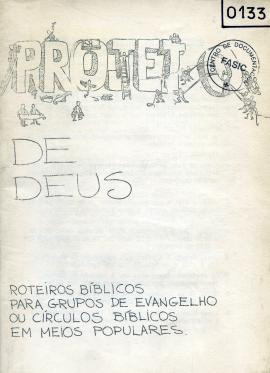 0133
PROJETO
CENTRO DE DOCUMENTA
FASIC
DE
DEUS
ROTEIROS BÍBLICOS
PARA GRUPOS DE EVANGELHO
OU CÍRCULOS BÍBLICOS
EM MEIOS POPULARES.